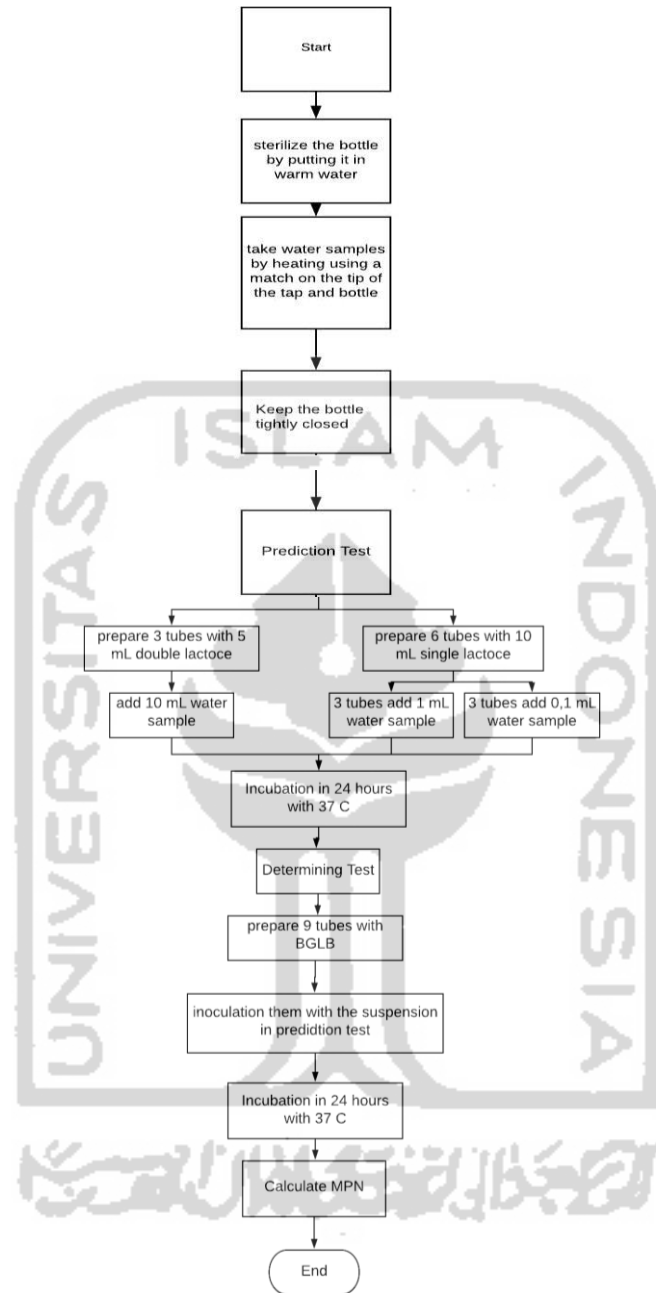 Start
sterilize the bottle
by putting it in
warm water
take water samples
by heating using a
match on the tip of
the tap and bottle
Keep the bottle
tightly closed
Prediction Test
prepare 3 tubes with 5
mL double lactoce
prepare 6 tubes with 10
mL single lactoce
add 10 mL water
sample
3 tubes add 1 mL
water sample
3 tubes add 0,1 mL
water sample
Incubation in 24 hours
with 37 C
Determining Test
prepare 9 tubes with
BGLB
inoculation them with the suspension
in predidtion test
Incubation in 24 hours
with 37 C
Calculate MPN
End
UNIVERSITAS
ISLAM
INDONESIA